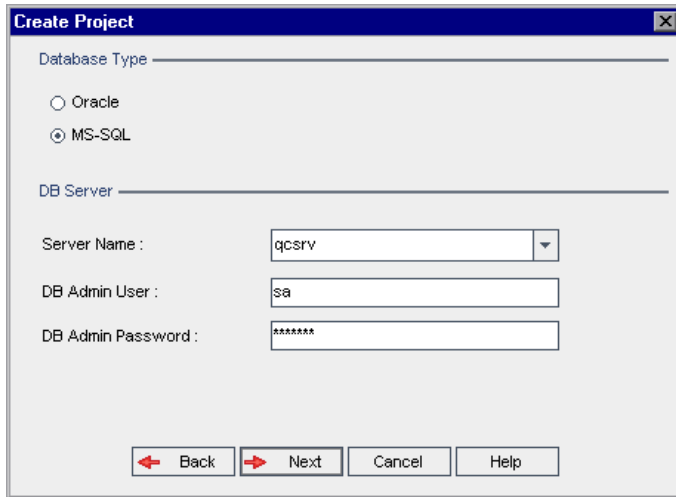 Create Project
Database Type
Oracle
MS-SQL
DB Server
Server Name :
qcsrv
DB Admin User :
sa
DB Admin Password :
*******
Back
Next
Cancel
Help